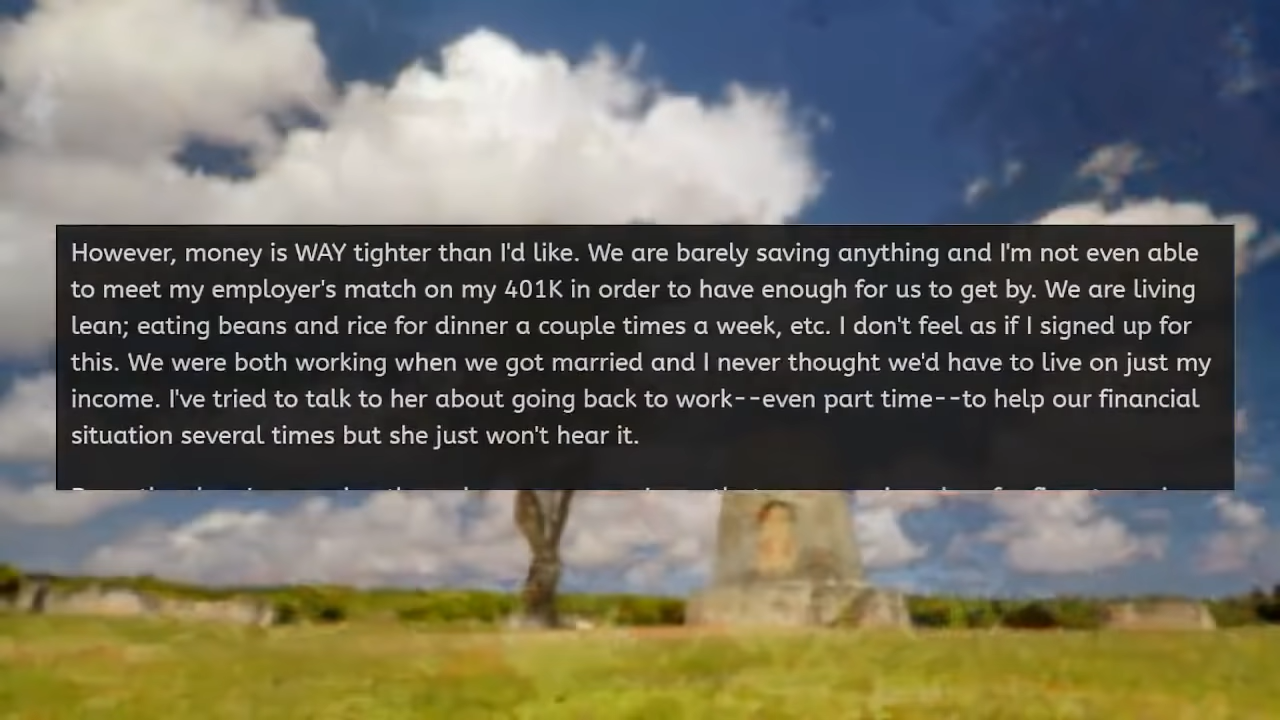 However, money is WAY tighter than I'd like. We are barely saving anything and I'm not even able
to meet my employer's match on my 401K in order to have enough for us to get by. We are living
lean; eating beans and rice for dinner a couple times a week, etc. I don't feel as if I signed up for
this. We were both working when we got married and I never thought we'd have to live on just my
income. I've tried to talk to her about going back to work--even part time--to help our financial
situation several times but she just won't hear it.